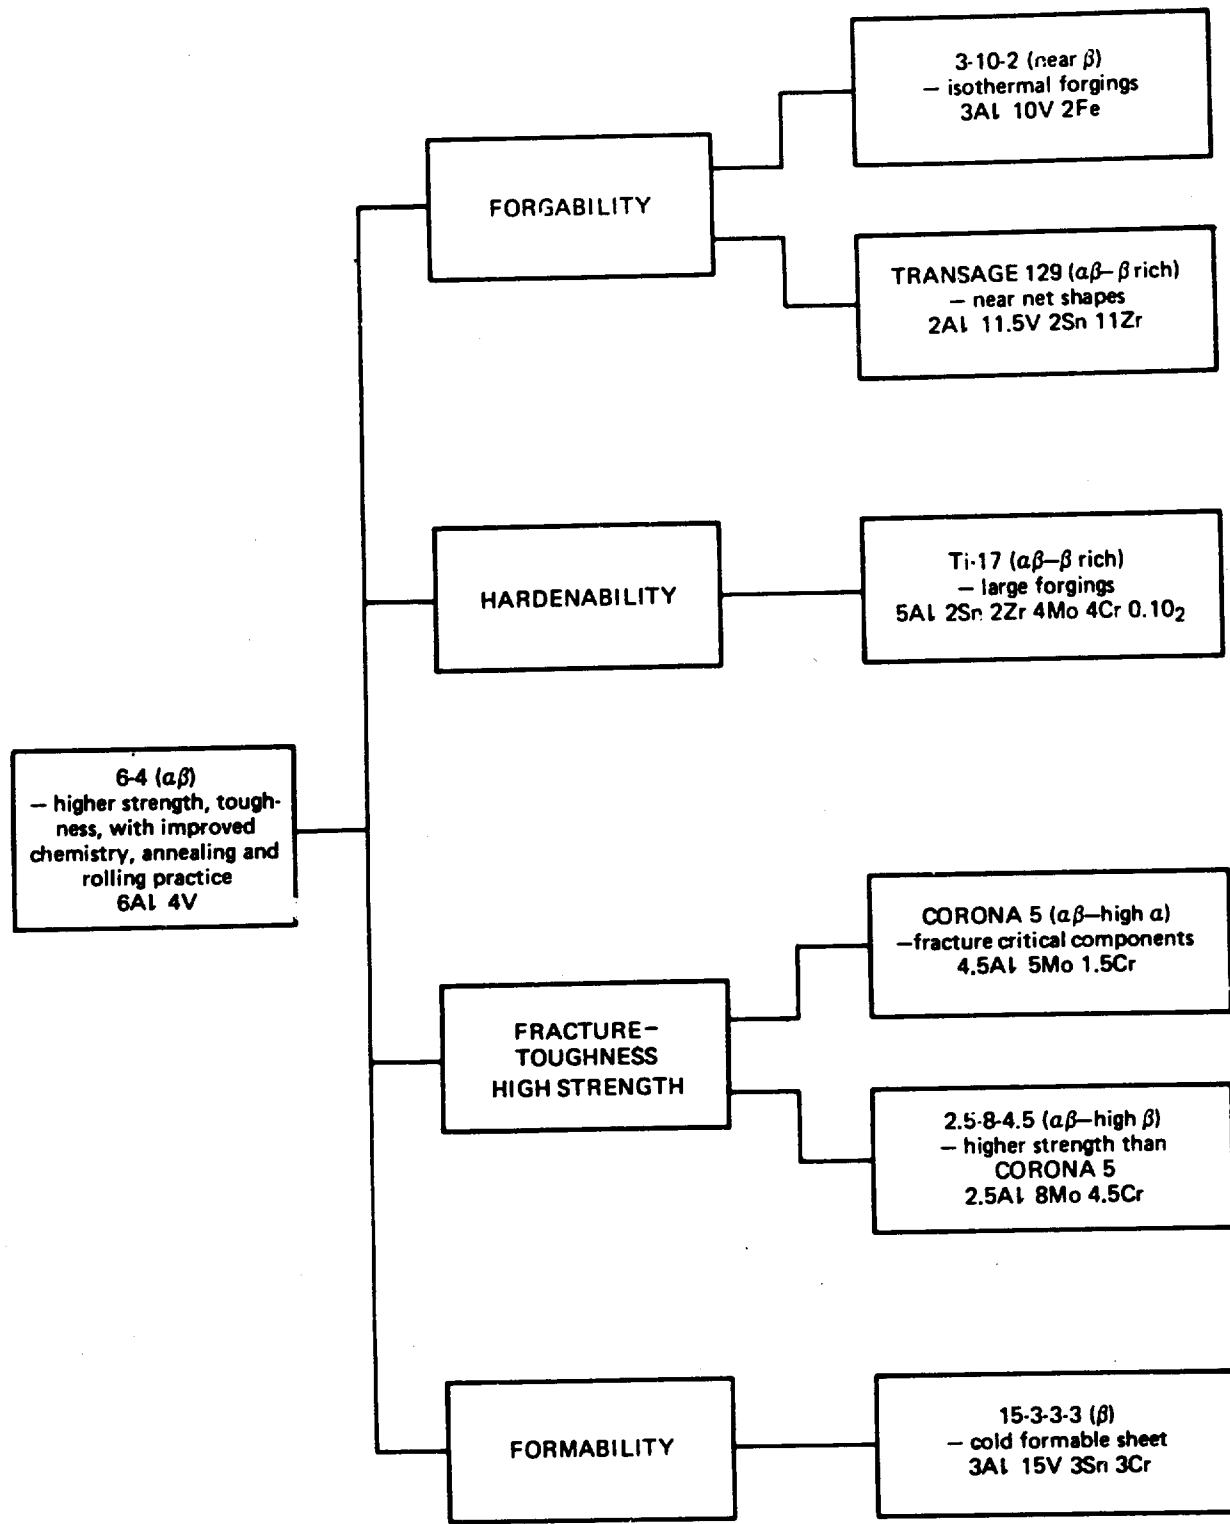 3-10-2 (near β)
— isothermal forgings
3Al 10V 2Fe
FORGABILITY
TRANSAGE 129 (αβ–β rich)
— near net shapes
2Al 11.5V 2Sn 11Zr
HARDENABILITY
Ti-17 (αβ–β rich)
— large forgings
5Al 2Sn 2Zr 4Mo 4Cr 0.1O₂
6-4 (αβ)
— higher strength, tough-
ness, with improved
chemistry, annealing and
rolling practice
6Al 4V
CORONA 5 (αβ–high α)
—fracture critical components
4.5Al 5Mo 1.5Cr
FRACTURE–
TOUGHNESS
HIGH STRENGTH
2.5-8-4.5 (αβ–high β)
— higher strength than
CORONA 5
2.5Al 8Mo 4.5Cr
FORMABILITY
15-3-3-3 (β)
— cold formable sheet
3Al 15V 3Sn 3Cr